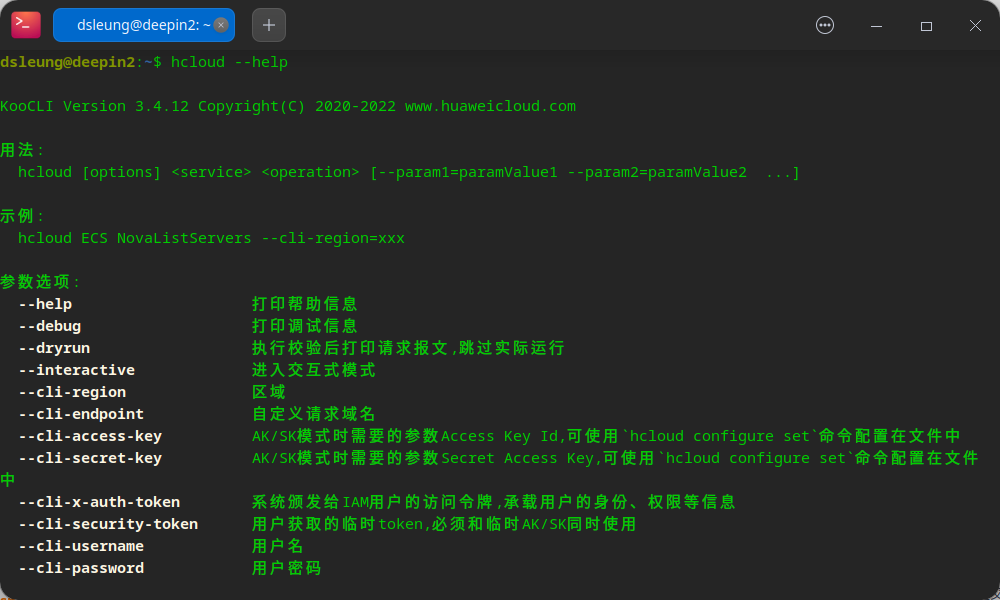 dsleung@deepin2: ~
dsleung@deepin2:~$ hcloud --help
KooCLI Version 3.4.12 Copyright(C) 2020-2022 www.huaweicloud.com
用法:
hcloud [options] <service> <operation> [--param1=paramValue1 --param2=paramValue2  ...]
示例:
hcloud ECS NovaListServers --cli-region=xxx
参数选项:
--help 打印帮助信息
--debug 打印调试信息
--dryrun 执行校验后打印请求报文,跳过实际运行
--interactive 进入交互式模式
--cli-region 区域
--cli-endpoint 自定义请求域名
--cli-access-key AK/SK模式时需要的参数Access Key Id,可使用`hcloud configure set`命令配置在文件中
--cli-secret-key AK/SK模式时需要的参数Secret Access Key,可使用`hcloud configure set`命令配置在文件
中
--cli-x-auth-token 系统颁发给IAM用户的访问令牌,承载用户的身份、权限等信息
--cli-security-token 用户获取的临时token,必须和临时AK/SK同时使用
--cli-username 用户名
--cli-password 用户密码